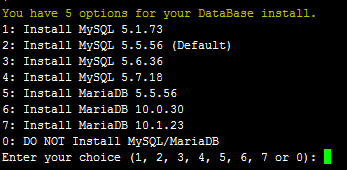 You have 5 options for your DataBase install.
1: Install MySQL 5.1.73
2: Install MySQL 5.5.56 (Default)
3: Install MySQL 5.6.36
4: Install MySQL 5.7.18
5: Install MariaDB 5.5.56
6: Install MariaDB 10.0.30
7: Install MariaDB 10.1.23
0: DO NOT Install MySQL/MariaDB
Enter your choice (1, 2, 3, 4, 5, 6, 7 or 0):